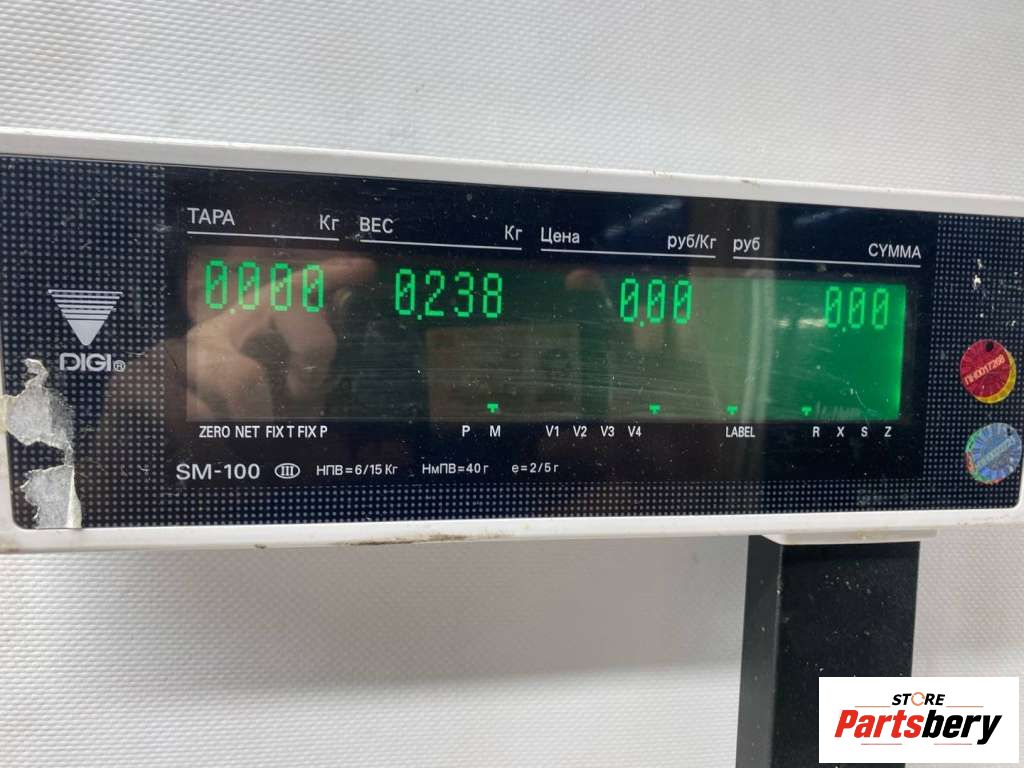 ТАРА Кг ВЕС Кг Цена руб/Кг руб СУММА
0.000 0.238 0.00 0.00
DIGI®
ПН0017268
ZERO NET FIX T FIX P P M V1 V2 V3 V4 LABEL R X S Z
SM-100 III НПВ=6/15 Кг НмПВ=40 г e=2/5 г
STORE
Partsbery